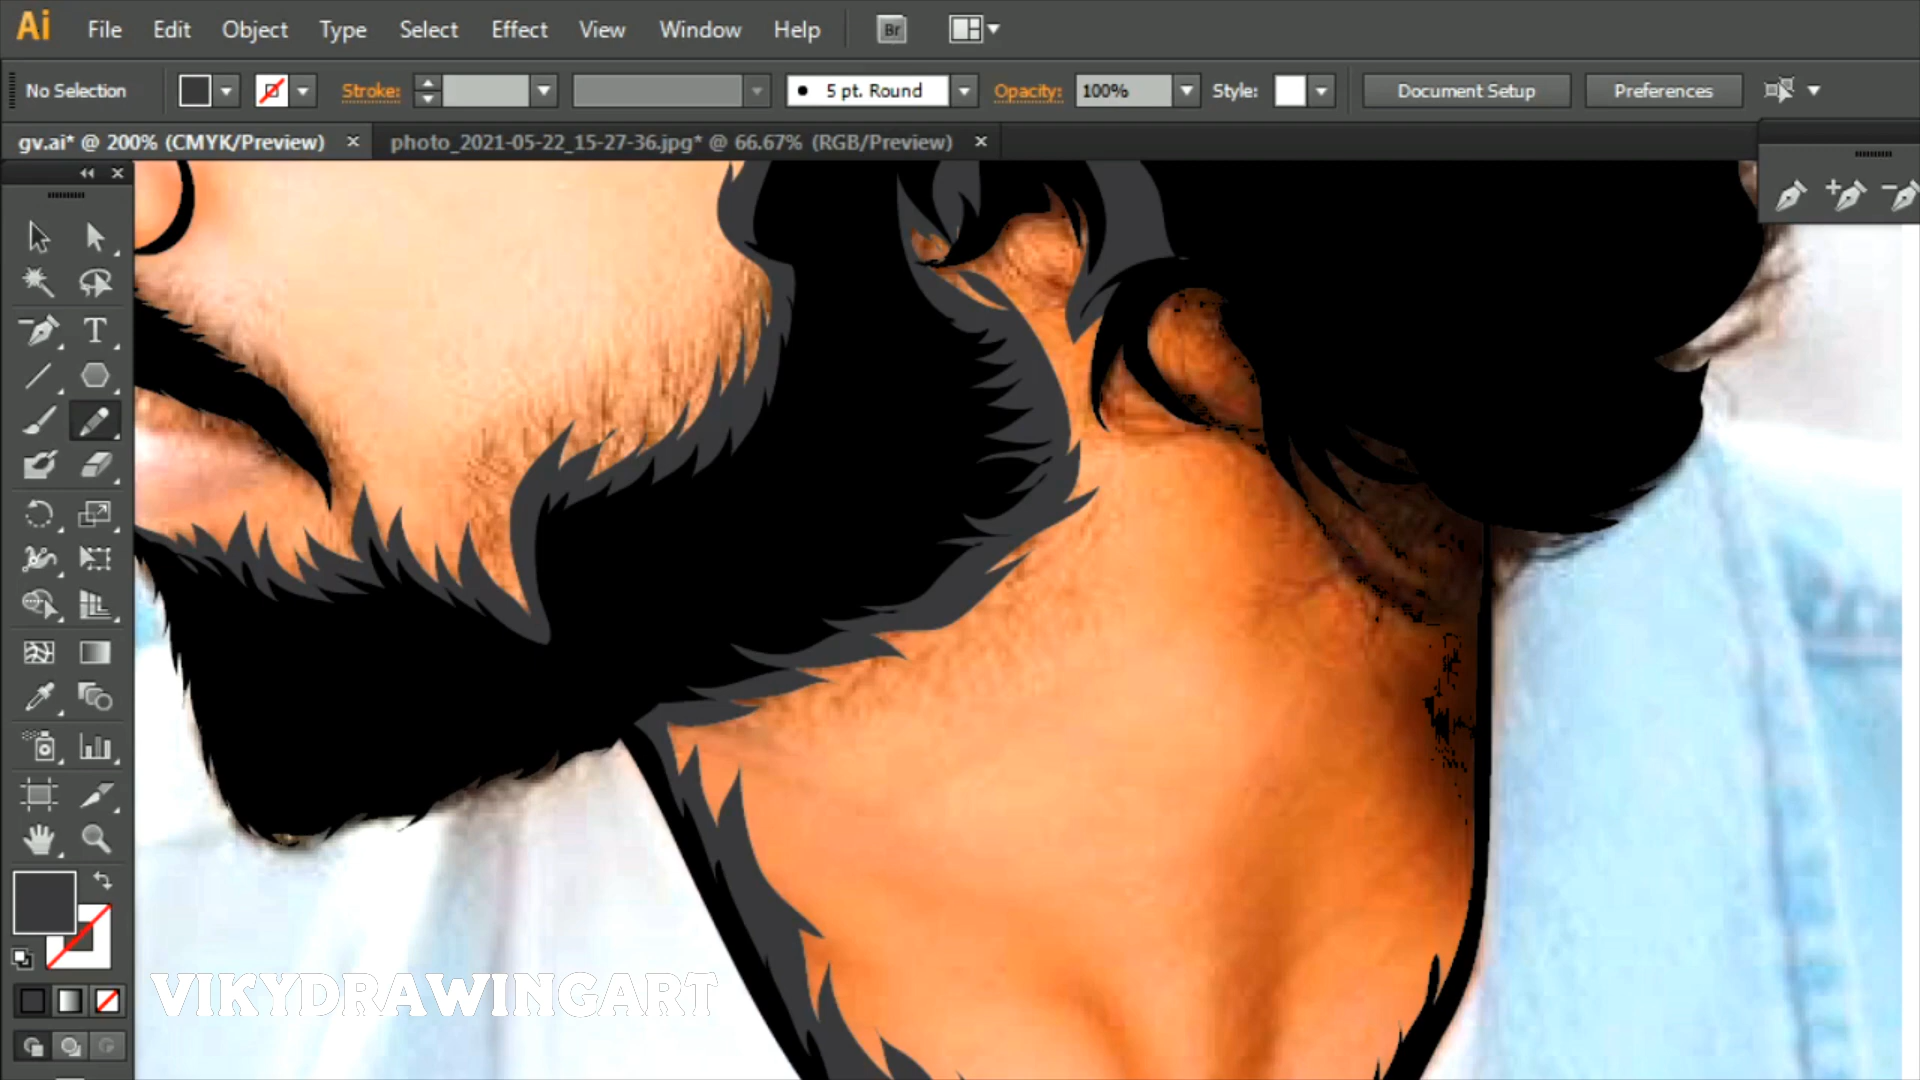 Ai File Edit Object Type Select Effect View Window Help Br
No Selection Stroke: 5 pt. Round Opacity: 100% Style: Document Setup Preferences
gv.ai* @ 200% (CMYK/Preview) × photo_2021-05-22_15-27-36.jpg* @ 66.67% (RGB/Preview) ×
T
VIKYDRAWINGART